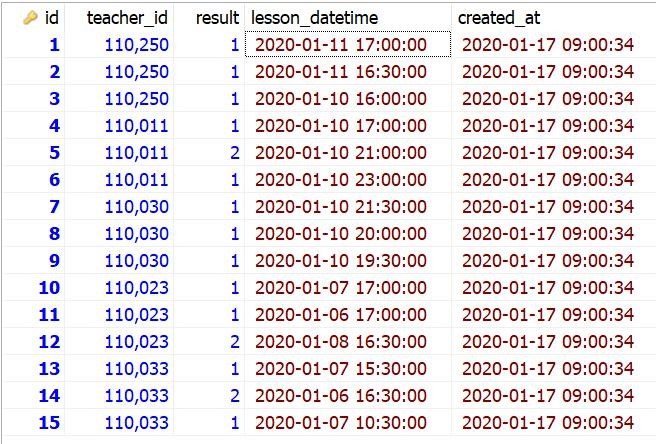 id teacher_id result lesson_datetime created_at
1 110,250 1 2020-01-11 17:00:00 2020-01-17 09:00:34
2 110,250 1 2020-01-11 16:30:00 2020-01-17 09:00:34
3 110,250 1 2020-01-10 16:00:00 2020-01-17 09:00:34
4 110,011 1 2020-01-10 17:00:00 2020-01-17 09:00:34
5 110,011 2 2020-01-10 21:00:00 2020-01-17 09:00:34
6 110,011 1 2020-01-10 23:00:00 2020-01-17 09:00:34
7 110,030 1 2020-01-10 21:30:00 2020-01-17 09:00:34
8 110,030 1 2020-01-10 20:00:00 2020-01-17 09:00:34
9 110,030 1 2020-01-10 19:30:00 2020-01-17 09:00:34
10 110,023 1 2020-01-07 17:00:00 2020-01-17 09:00:34
11 110,023 1 2020-01-06 17:00:00 2020-01-17 09:00:34
12 110,023 2 2020-01-08 16:30:00 2020-01-17 09:00:34
13 110,033 1 2020-01-07 15:30:00 2020-01-17 09:00:34
14 110,033 2 2020-01-06 16:30:00 2020-01-17 09:00:34
15 110,033 1 2020-01-07 10:30:00 2020-01-17 09:00:34